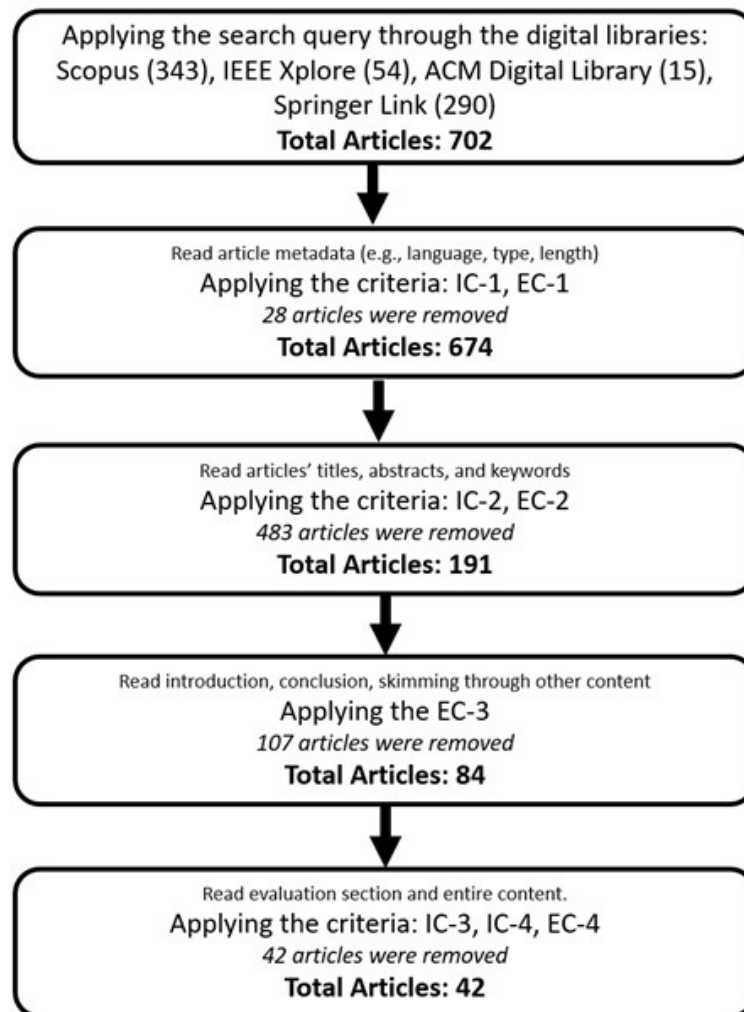 Applying the search query through the digital libraries:
Scopus (343), IEEE Xplore (54), ACM Digital Library (15),
Springer Link (290)
Total Articles: 702
Read article metadata (e.g., language, type, length)
Applying the criteria: IC-1, EC-1
28 articles were removed
Total Articles: 674
Read articles’ titles, abstracts, and keywords
Applying the criteria: IC-2, EC-2
483 articles were removed
Total Articles: 191
Read introduction, conclusion, skimming through other content
Applying the EC-3
107 articles were removed
Total Articles: 84
Read evaluation section and entire content.
Applying the criteria: IC-3, IC-4, EC-4
42 articles were removed
Total Articles: 42